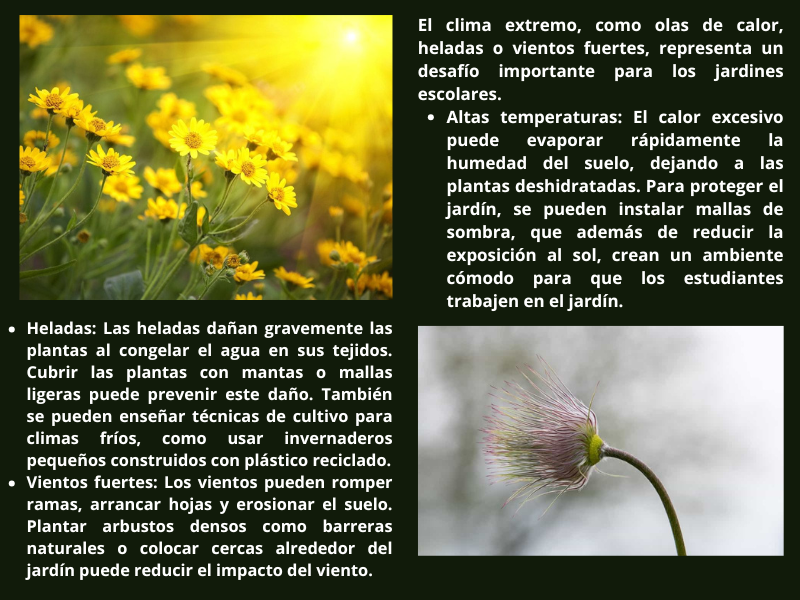 El clima extremo, como olas de calor,
heladas o vientos fuertes, representa un
desafío importante para los jardines
escolares.
• Altas temperaturas: El calor excesivo
puede evaporar rápidamente la
humedad del suelo, dejando a las
plantas deshidratadas. Para proteger el
jardín, se pueden instalar mallas de
sombra, que además de reducir la
exposición al sol, crean un ambiente
cómodo para que los estudiantes
trabajen en el jardín.
• Heladas: Las heladas dañan gravemente las
plantas al congelar el agua en sus tejidos.
Cubrir las plantas con mantas o mallas
ligeras puede prevenir este daño. También
se pueden enseñar técnicas de cultivo para
climas fríos, como usar invernaderos
pequeños construidos con plástico reciclado.
• Vientos fuertes: Los vientos pueden romper
ramas, arrancar hojas y erosionar el suelo.
Plantar arbustos densos como barreras
naturales o colocar cercas alrededor del
jardín puede reducir el impacto del viento.